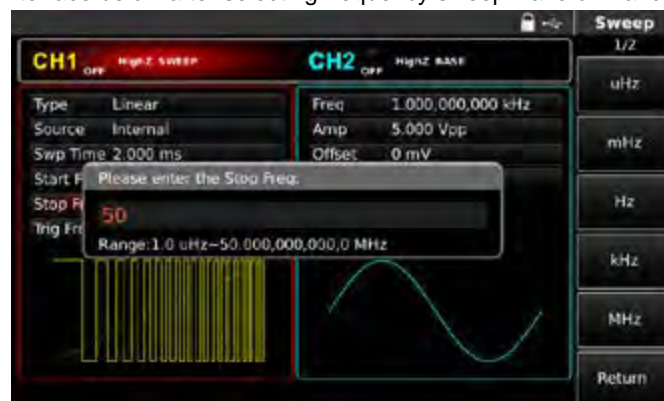 Sweep
1/2
CH1 OFF HighZ SWEEP
CH2 OFF HighZ BASE
Type Linear
Source Internal
Swp Time 2.000 ms
Start F
Stop Fr
Trig Fre
Freq 1.000,000,000 kHz
Amp 5.000 Vpp
Offset 0 mV
Please enter the Stop Freq:
50
Range:1.0 uHz~50.000,000,000,0 MHz
uHz
mHz
Hz
kHz
MHz
Return